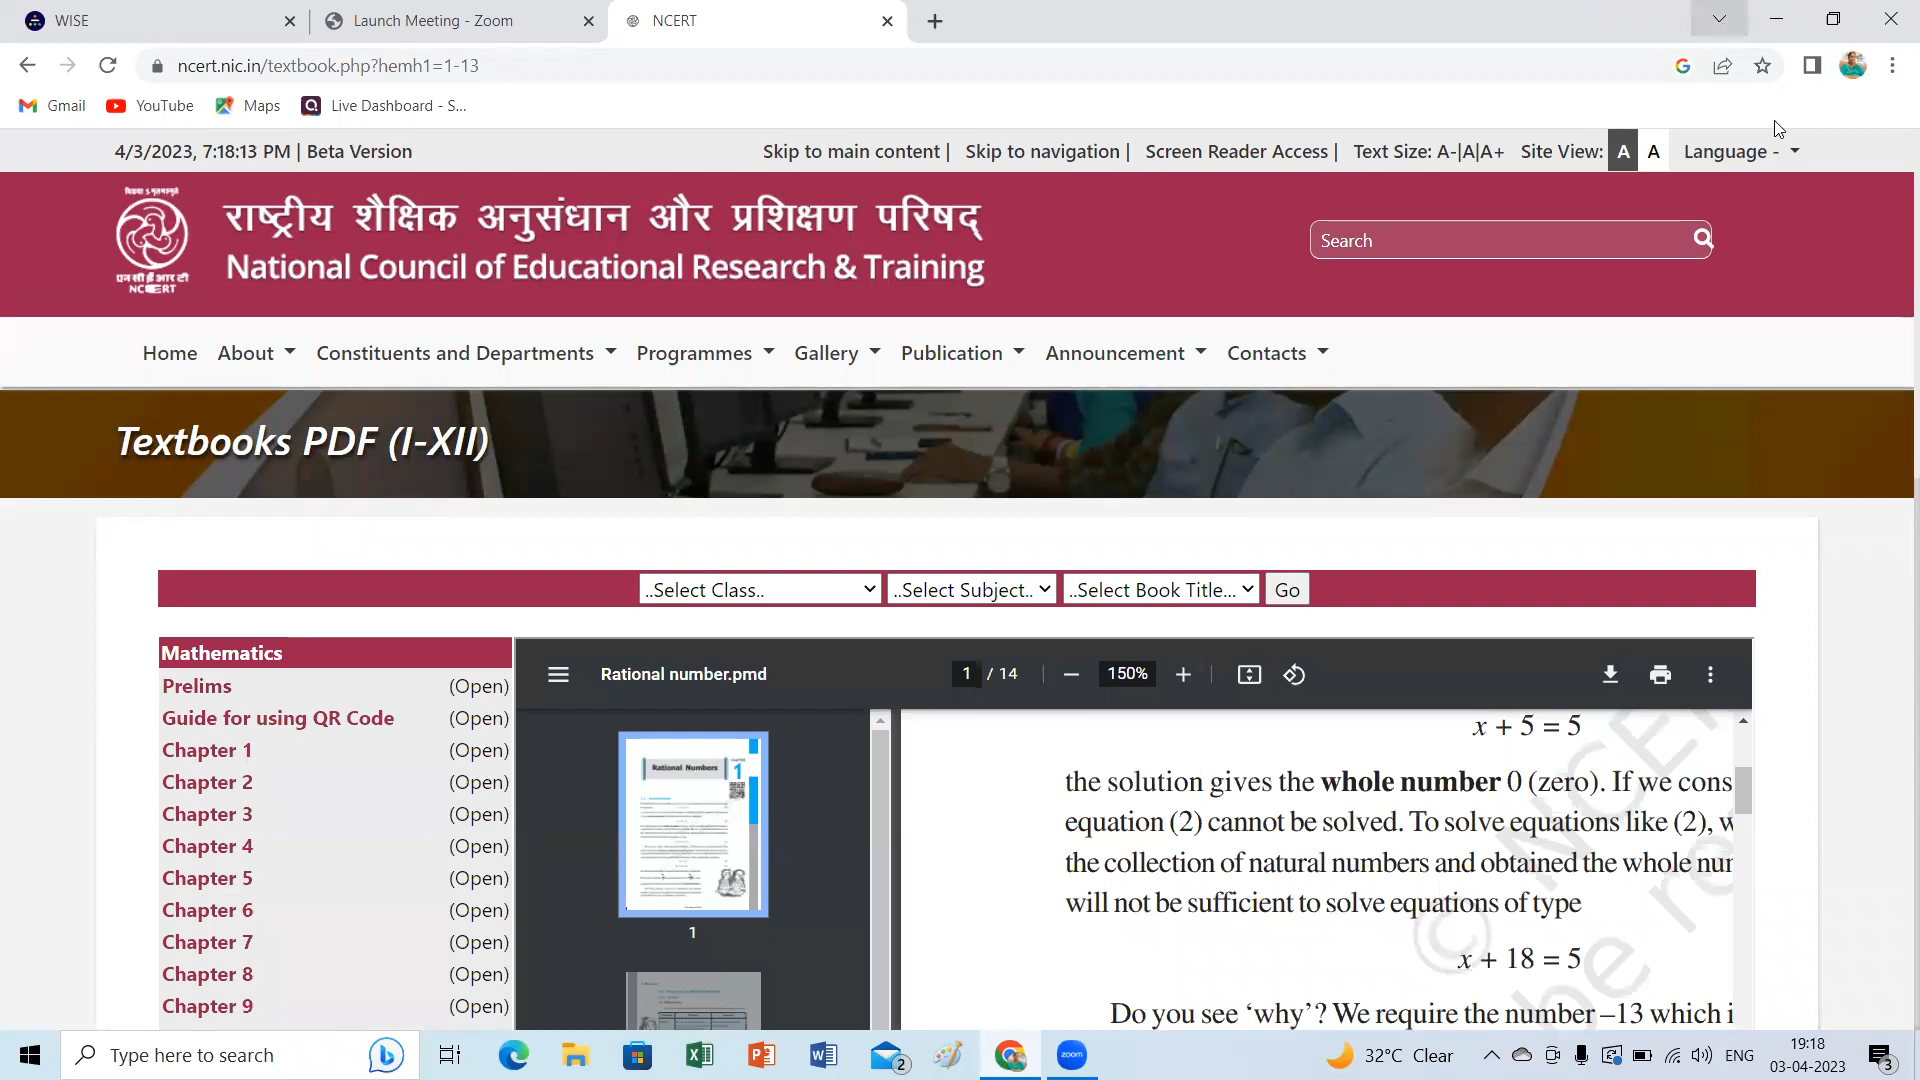 WISE
Launch Meeting - Zoom
NCERT
ncert.nic.in/textbook.php?hemh1=1-13
Gmail
YouTube
Maps
Live Dashboard - S...
4/3/2023, 7:18:13 PM | Beta Version
Skip to main content | Skip to navigation | Screen Reader Access | Text Size: A-|A|A+ Site View: A A Language -
राष्ट्रीय शैक्षिक अनुसंधान और प्रशिक्षण परिषद्
National Council of Educational Research & Training
एन सी ई आर टी
NCERT
Search
Home About Constituents and Departments Programmes Gallery Publication Announcement Contacts
Textbooks PDF (I-XII)
..Select Class.. ..Select Subject.. ..Select Book Title... Go
Mathematics
Prelims (Open)
Guide for using QR Code (Open)
Chapter 1 (Open)
Chapter 2 (Open)
Chapter 3 (Open)
Chapter 4 (Open)
Chapter 5 (Open)
Chapter 6 (Open)
Chapter 7 (Open)
Chapter 8 (Open)
Chapter 9 (Open)
Rational number.pmd
1 / 14
150%
Rational Numbers
1
1
x + 5 = 5
the solution gives the whole number 0 (zero). If we cons
equation (2) cannot be solved. To solve equations like (2), w
the collection of natural numbers and obtained the whole nur
will not be sufficient to solve equations of type
x + 18 = 5
Do you see ‘why’? We require the number –13 which i
© NCE
be re
Type here to search
zoom
2
32°C Clear
ENG
19:18
03-04-2023
3